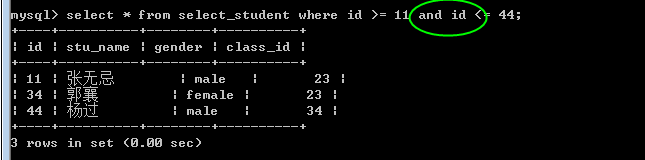 mysql> select * from select_student where id >= 11 and id <= 44;
+----+----------+--------+----------+
| id | stu_name | gender | class_id |
+----+----------+--------+----------+
| 11 | 张无忌 | male | 23 |
| 34 | 郭襄 | female | 23 |
| 44 | 杨过 | male | 34 |
+----+----------+--------+----------+
3 rows in set (0.00 sec)